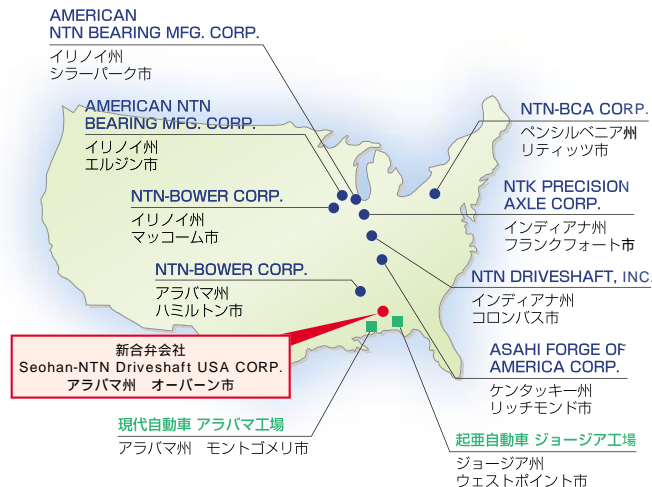 AMERICAN
NTN BEARING MFG. CORP.
イリノイ州
シラーパーク市
AMERICAN NTN
BEARING MFG. CORP.
イリノイ州
エルジン市
NTN-BOWER CORP.
イリノイ州
マッコーム市
NTN-BOWER CORP.
アラバマ州
ハミルトン市
新合弁会社
Seohan-NTN Driveshaft USA CORP.
アラバマ州 オーバーン市
現代自動車 アラバマ工場
アラバマ州 モントゴメリ市
NTN-BCA CORP.
ペンシルベニア州
リティッツ市
NTK PRECISION
AXLE CORP.
インディアナ州
フランクフォート市
NTN DRIVESHAFT, INC.
インディアナ州
コロンバス市
ASAHI FORGE OF
AMERICA CORP.
ケンタッキー州
リッチモンド市
起亜自動車 ジョージア工場
ジョージア州
ウェストポイント市